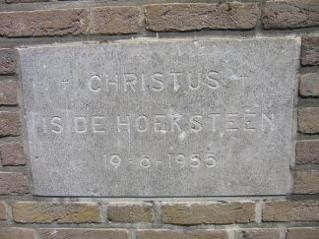 + CHRISTUS +
IS DE HOEKSTEEN
19-6-1955